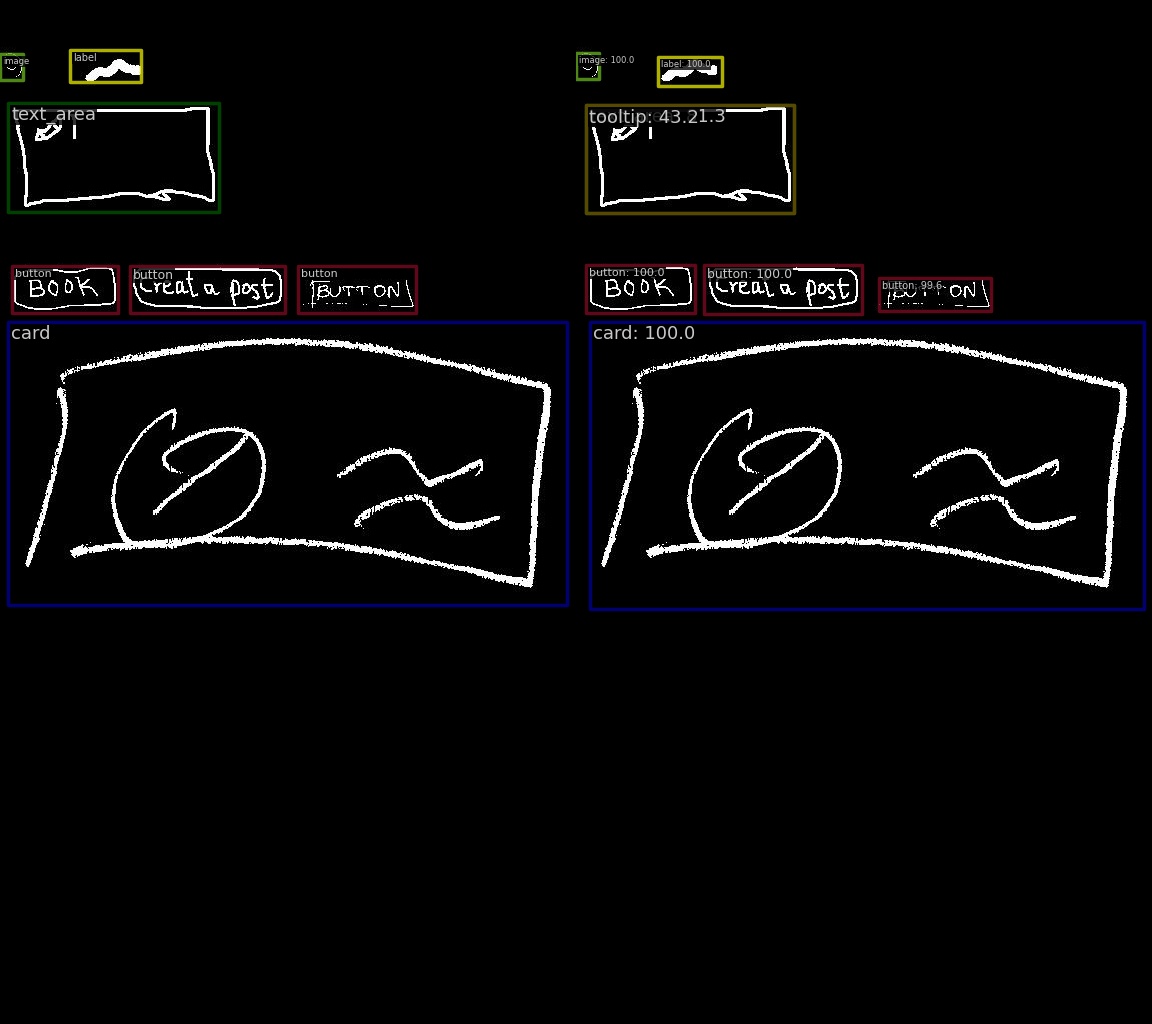 image label image: 100.0 label: 100.0
text_area tooltip: 43.21.3
button button button button: 100.0 button: 100.0 button: 99.6
BOOK Creat a post BUTTON BOOK Creat a post BUTTON
card card: 100.0